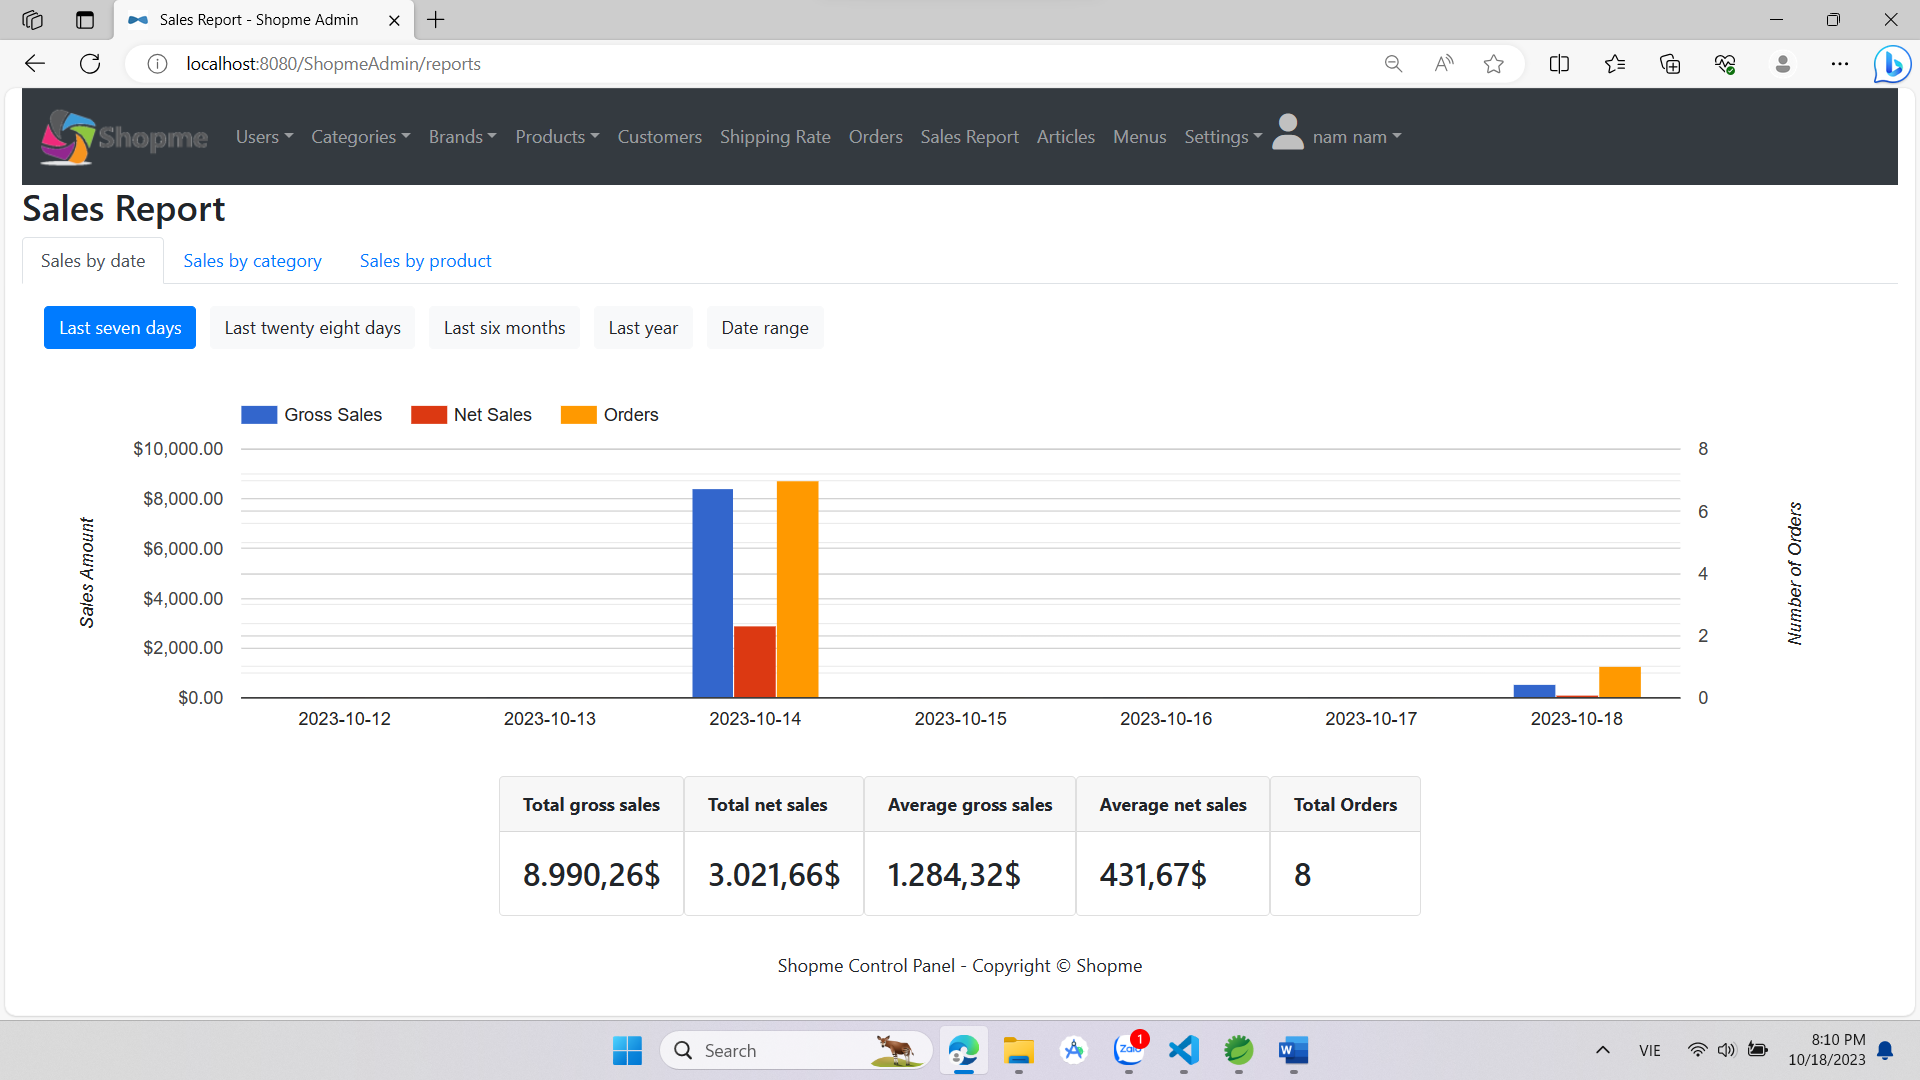 Sales Report - Shopme Admin
localhost:8080/ShopmeAdmin/reports
Shopme Users Categories Brands Products Customers Shipping Rate Orders Sales Report Articles Menus Settings nam nam
Sales Report
Sales by date Sales by category Sales by product
Last seven days Last twenty eight days Last six months Last year Date range
Gross Sales Net Sales Orders
$10,000.00 8
$8,000.00
6
$6,000.00
4
$4,000.00
2
$2,000.00
$0.00 0
Sales Amount
Number of Orders
2023-10-12 2023-10-13 2023-10-14 2023-10-15 2023-10-16 2023-10-17 2023-10-18
Total gross sales Total net sales Average gross sales Average net sales Total Orders
8.990,26$ 3.021,66$ 1.284,32$ 431,67$ 8
Shopme Control Panel - Copyright © Shopme
Search Zalo 1 W VIE 8:10 PM
10/18/2023